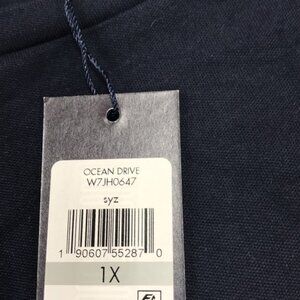 OCEAN DRIVE
W7JH0647
syz
1 90607 55287 0
1X